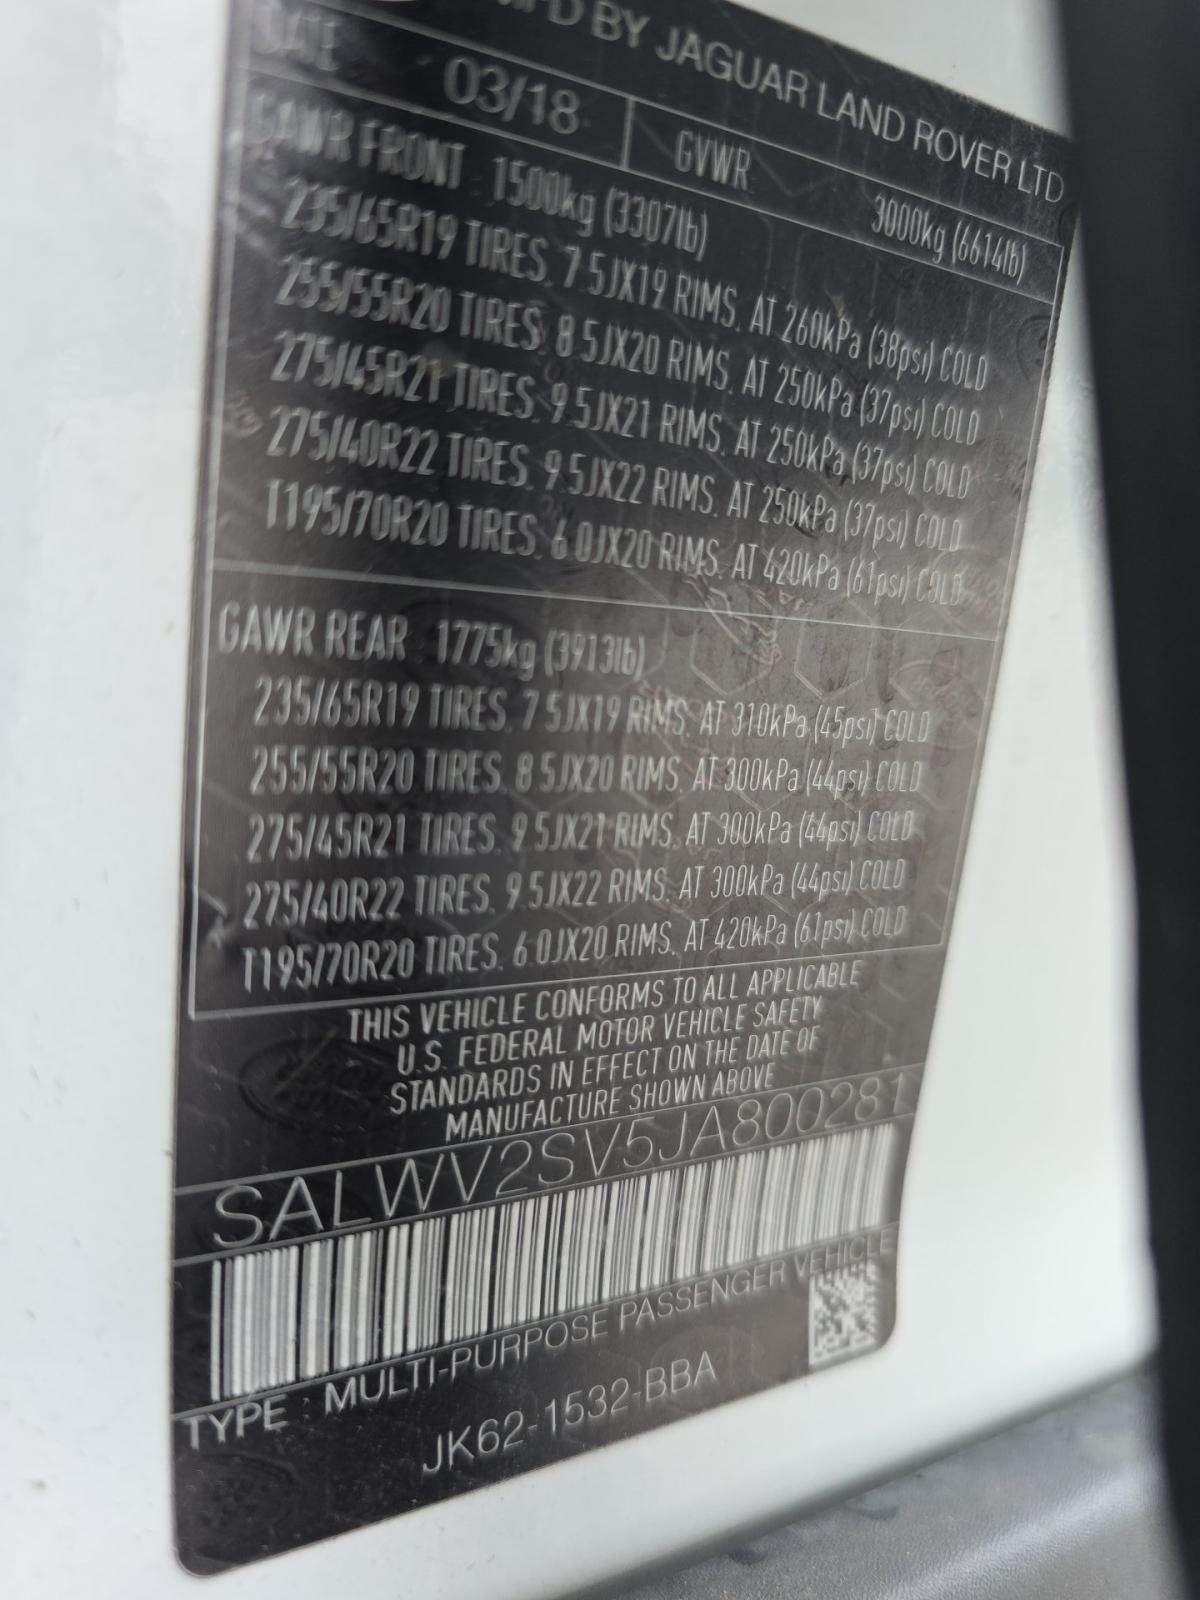 MFD BY JAGUAR LAND ROVER LTD
DATE 03/18 GVWR 3000kg (6614lb)
GAWR FRONT 1500kg (3307lb)
235/65R19 TIRES, 7.5JX19 RIMS, AT 260kPa (38psi) COLD
255/55R20 TIRES, 8.5JX20 RIMS, AT 250kPa (37psi) COLD
275/45R21 TIRES, 9.5JX21 RIMS, AT 250kPa (37psi) COLD
275/40R22 TIRES, 9.5JX22 RIMS, AT 250kPa (37psi) COLD
T195/70R20 TIRES, 6.0JX20 RIMS, AT 420kPa (61psi) COLD
GAWR REAR 1775kg (3913lb)
235/65R19 TIRES, 7.5JX19 RIMS, AT 310kPa (45psi) COLD
255/55R20 TIRES, 8.5JX20 RIMS, AT 300kPa (44psi) COLD
275/45R21 TIRES, 9.5JX21 RIMS, AT 300kPa (44psi) COLD
275/40R22 TIRES, 9.5JX22 RIMS, AT 300kPa (44psi) COLD
T195/70R20 TIRES, 6.0JX20 RIMS, AT 420kPa (61psi) COLD
THIS VEHICLE CONFORMS TO ALL APPLICABLE
U.S. FEDERAL MOTOR VEHICLE SAFETY
STANDARDS IN EFFECT ON THE DATE OF
MANUFACTURE SHOWN ABOVE
SALWV2SV5JA800281
TYPE : MULTI-PURPOSE PASSENGER VEHICLE
JK62-1532-BBA